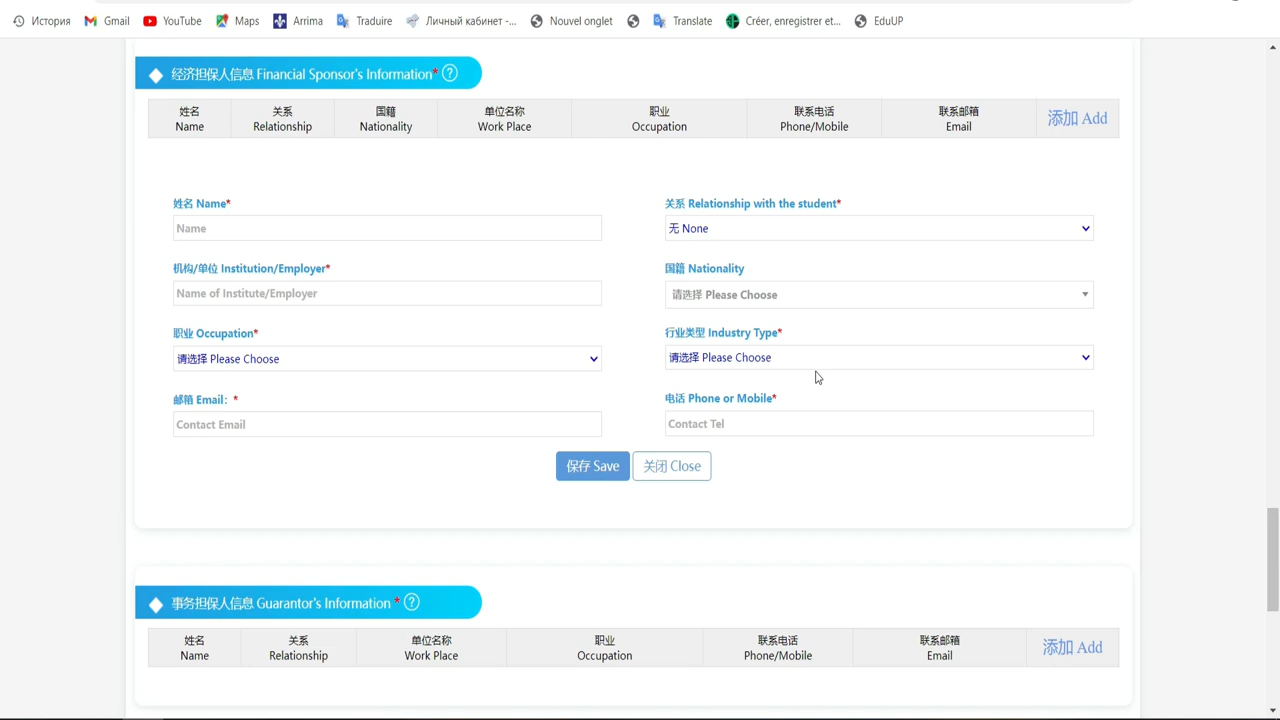 История Gmail YouTube Maps Arrima Traduire Личный кабинет -... Nouvel onglet Translate Créer, enregistrer et... EduUP
经济担保人信息 Financial Sponsor's Information* ?
姓名 关系 国籍 单位名称 职业 联系电话 联系邮箱
Name Relationship Nationality Work Place Occupation Phone/Mobile Email 添加 Add
姓名 Name* 关系 Relationship with the student*
Name 无 None
机构/单位 Institution/Employer* 国籍 Nationality
Name of Institute/Employer 请选择 Please Choose
职业 Occupation* 行业类型 Industry Type*
请选择 Please Choose 请选择 Please Choose
邮箱 Email: * 电话 Phone or Mobile*
Contact Email Contact Tel
保存 Save 关闭 Close
事务担保人信息 Guarantor's Information * ?
姓名 关系 单位名称 职业 联系电话 联系邮箱
Name Relationship Work Place Occupation Phone/Mobile Email 添加 Add